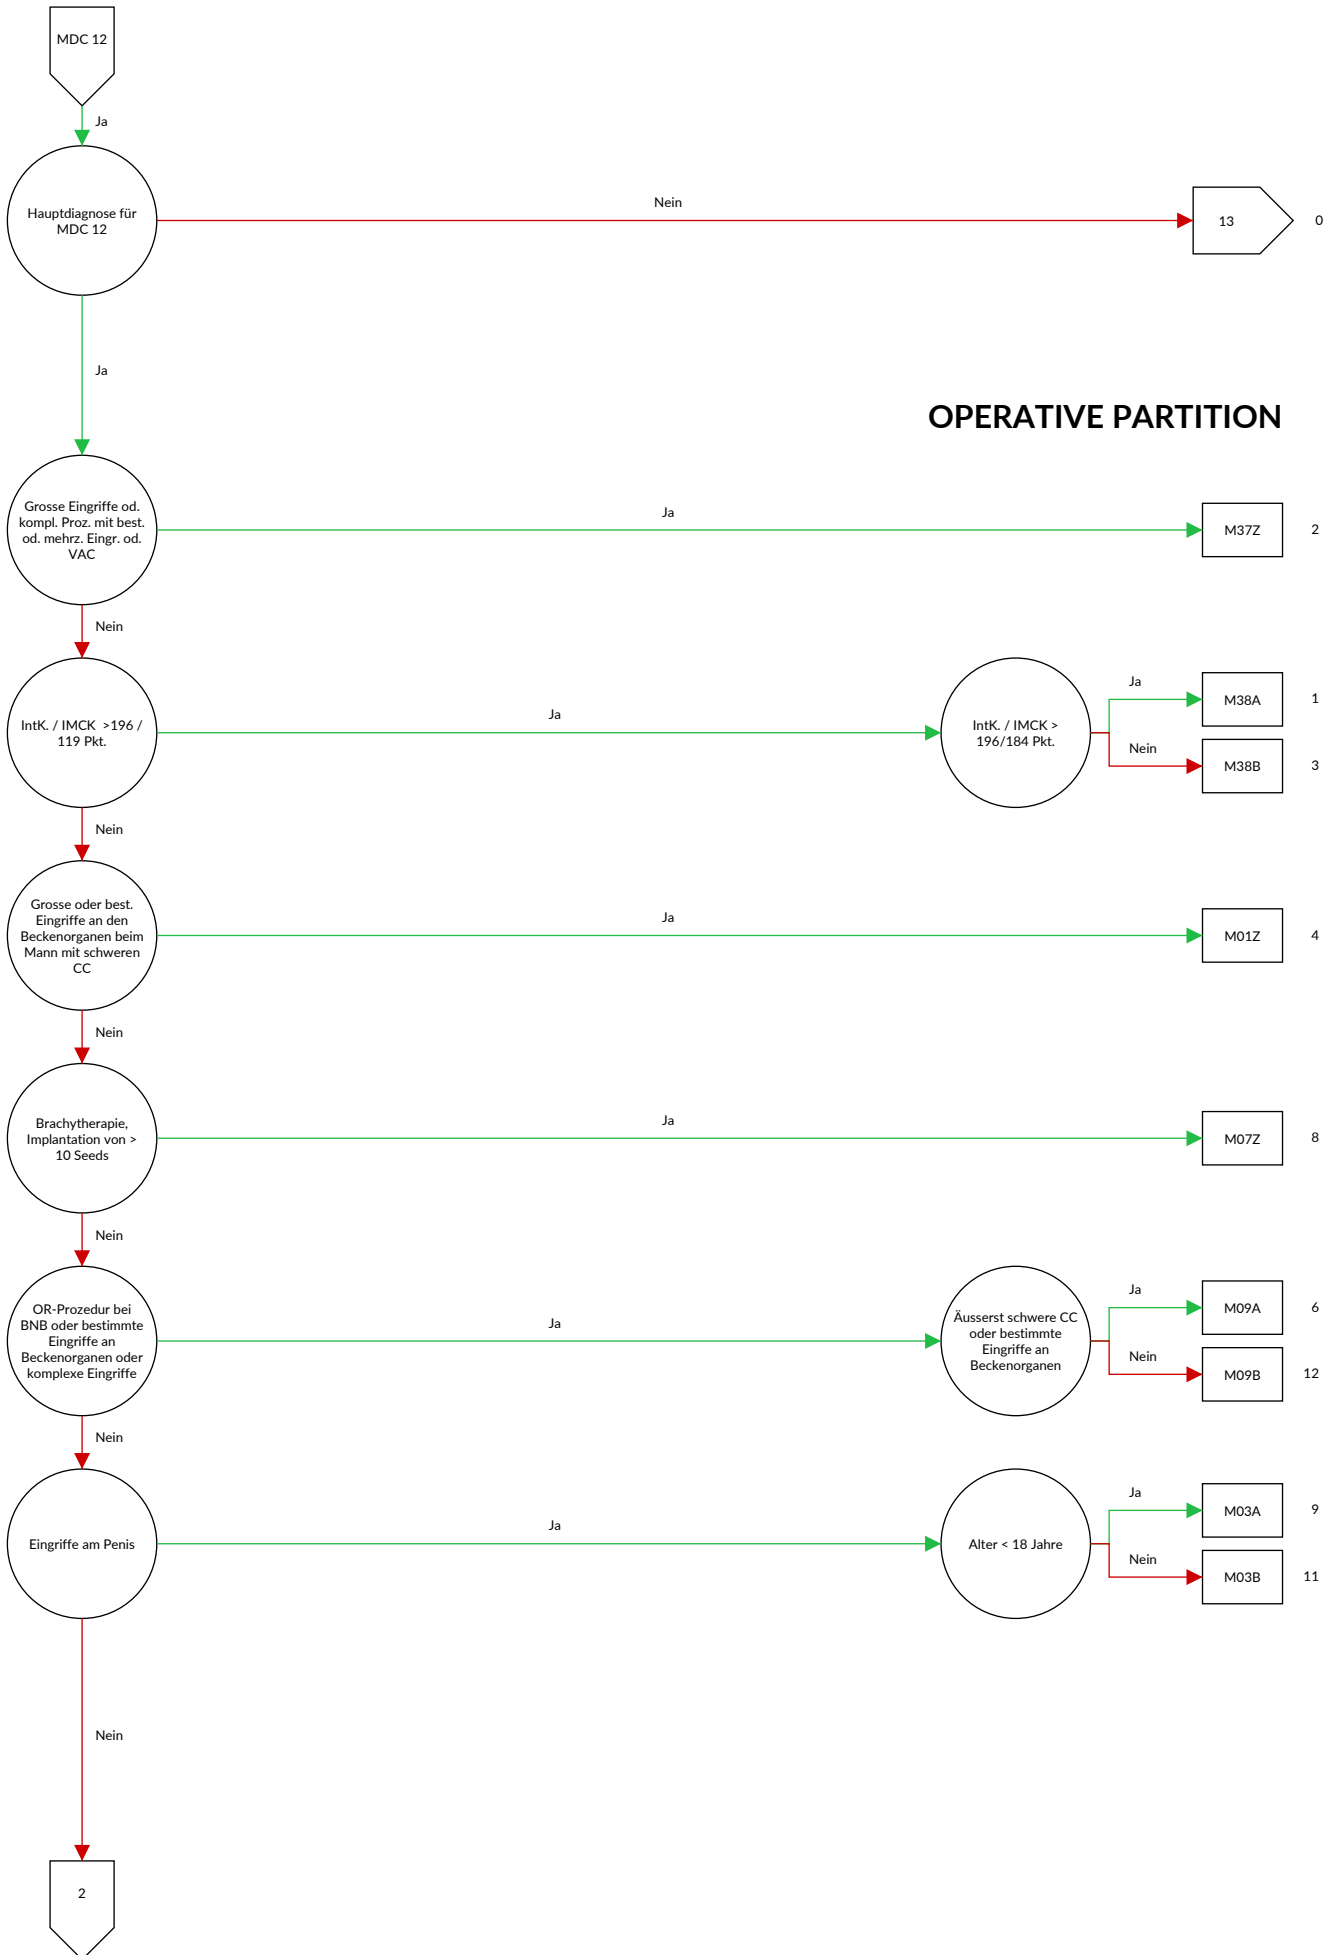 MDC 12
Ja
Hauptdiagnose für
MDC 12
Nein
13
0
Ja
OPERATIVE PARTITION
Grosse Eingriffe od.
kompl. Proz. mit best.
od. mehrz. Eingr. od.
VAC
Ja
M37Z
2
Nein
IntK. / IMCK >196 /
119 Pkt.
Ja
IntK. / IMCK >
196/184 Pkt.
Ja
M38A
1
Nein
M38B
3
Nein
Grosse oder best.
Eingriffe an den
Beckenorganen beim
Mann mit schweren
CC
Ja
M01Z
4
Nein
Brachytherapie,
Implantation von >
10 Seeds
Ja
M07Z
8
Nein
OR-Prozedur bei
BNB oder bestimmte
Eingriffe an
Beckenorganen oder
komplexe Eingriffe
Ja
Äusserst schwere CC
oder bestimmte
Eingriffe an
Beckenorganen
Ja
M09A
6
Nein
M09B
12
Nein
Eingriffe am Penis
Ja
Alter < 18 Jahre
Ja
M03A
9
Nein
M03B
11
Nein
2